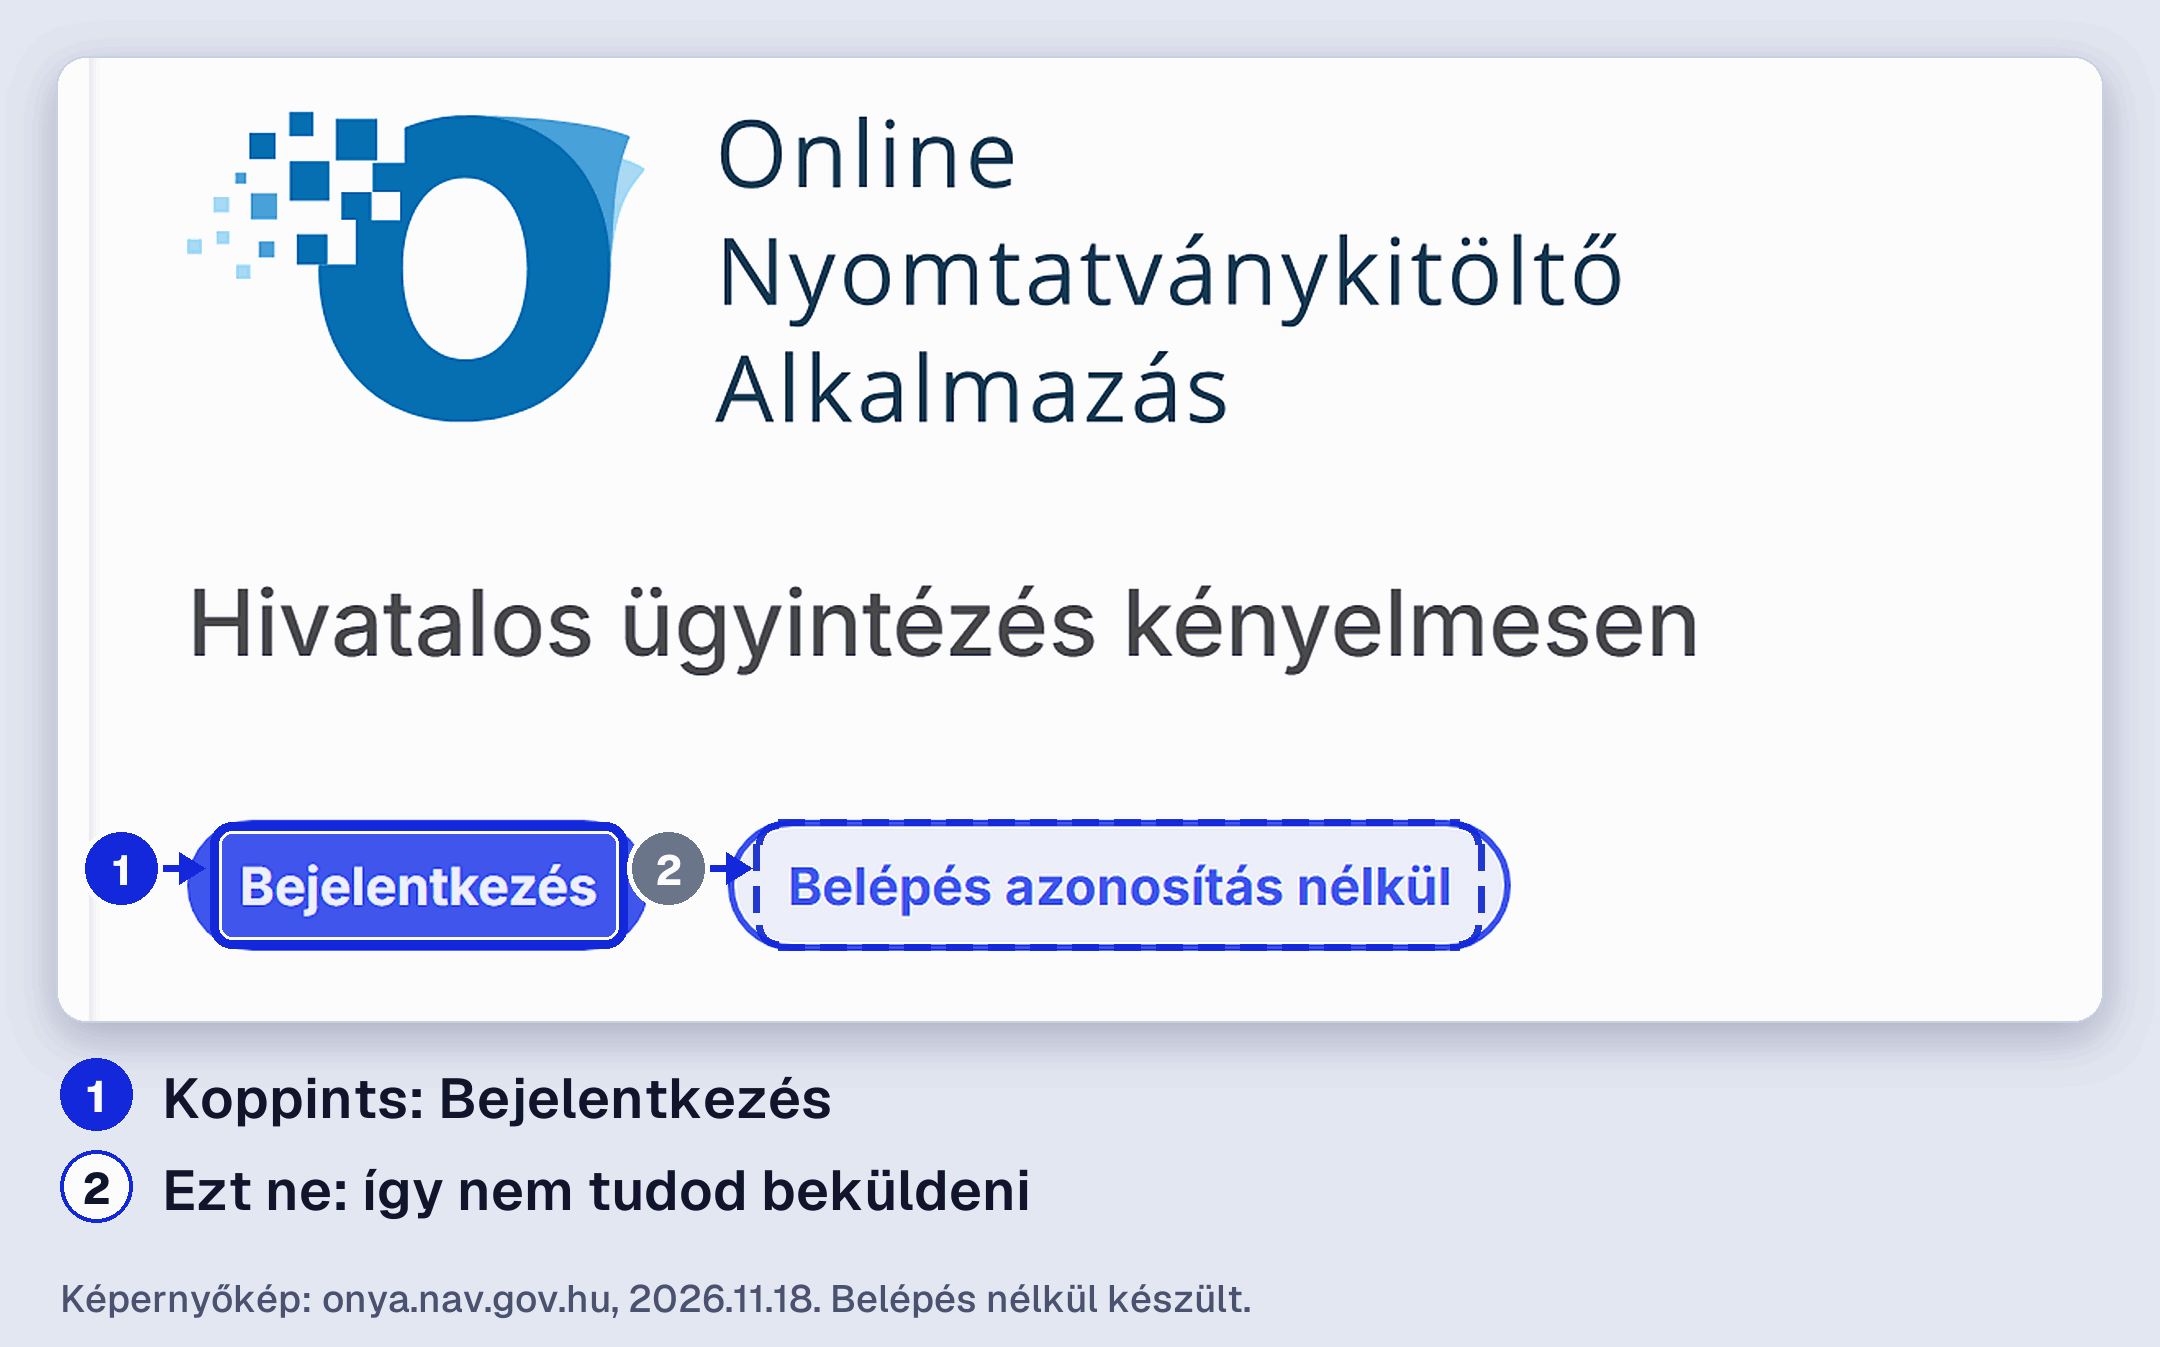 Online
Nyomtatványkitöltő
Alkalmazás
Hivatalos ügyintézés kényelmesen
1 Bejelentkezés 2 Belépés azonosítás nélkül
1 Koppints: Bejelentkezés
2 Ezt ne: így nem tudod beküldeni
Képernyőkép: onya.nav.gov.hu, 2026.11.18. Belépés nélkül készült.